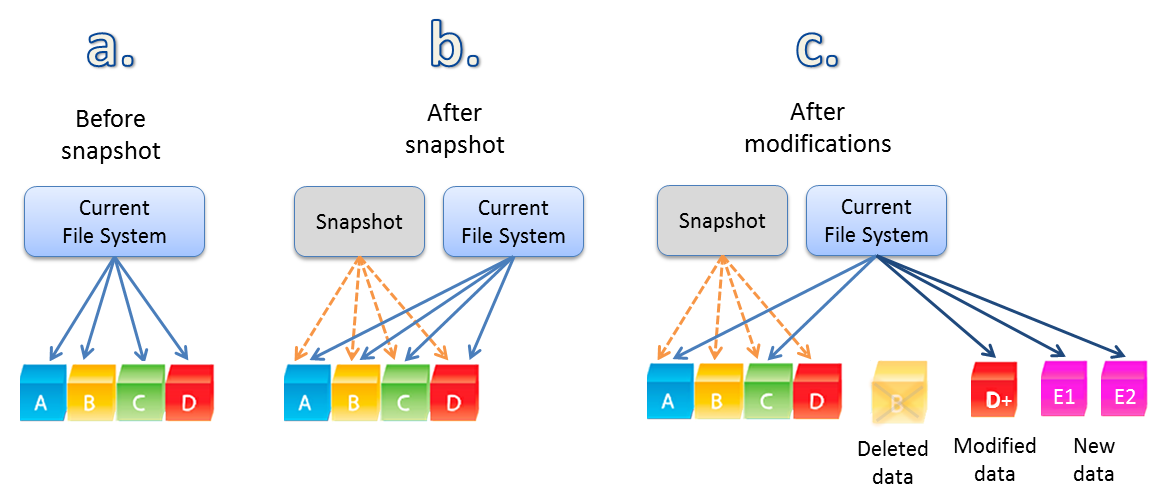 a.
Before
snapshot
Current
File System
A B C D
b.
After
snapshot
Snapshot
Current
File System
A B C D
c.
After
modifications
Snapshot
Current
File System
A B C D
B
D+
E1
E2
Deleted
data
Modified
data
New
data